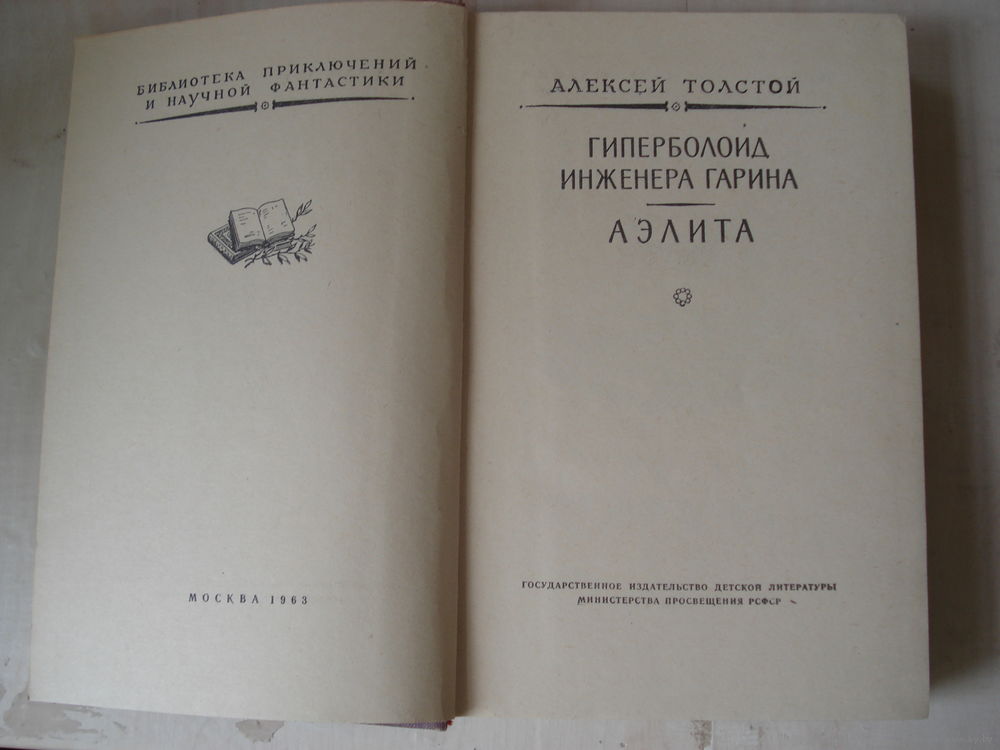 БИБЛИОТЕКА ПРИКЛЮЧЕНИЙ
И НАУЧНОЙ ФАНТАСТИКИ
МОСКВА 1963
АЛЕКСЕЙ ТОЛСТОЙ
ГИПЕРБОЛОИД
ИНЖЕНЕРА ГАРИНА
АЭЛИТА
ГОСУДАРСТВЕННОЕ ИЗДАТЕЛЬСТВО ДЕТСКОЙ ЛИТЕРАТУРЫ
МИНИСТЕРСТВА ПРОСВЕЩЕНИЯ РСФСР